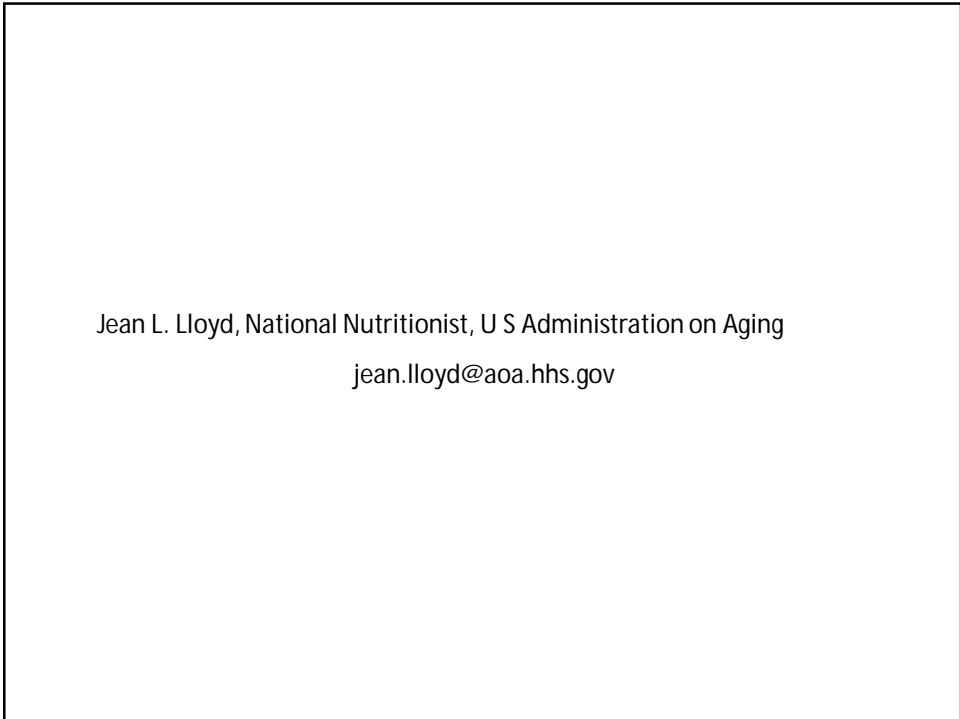 Jean L. Lloyd, National Nutritionist, U S Administration on Aging
jean.lloyd@aoa.hhs.gov